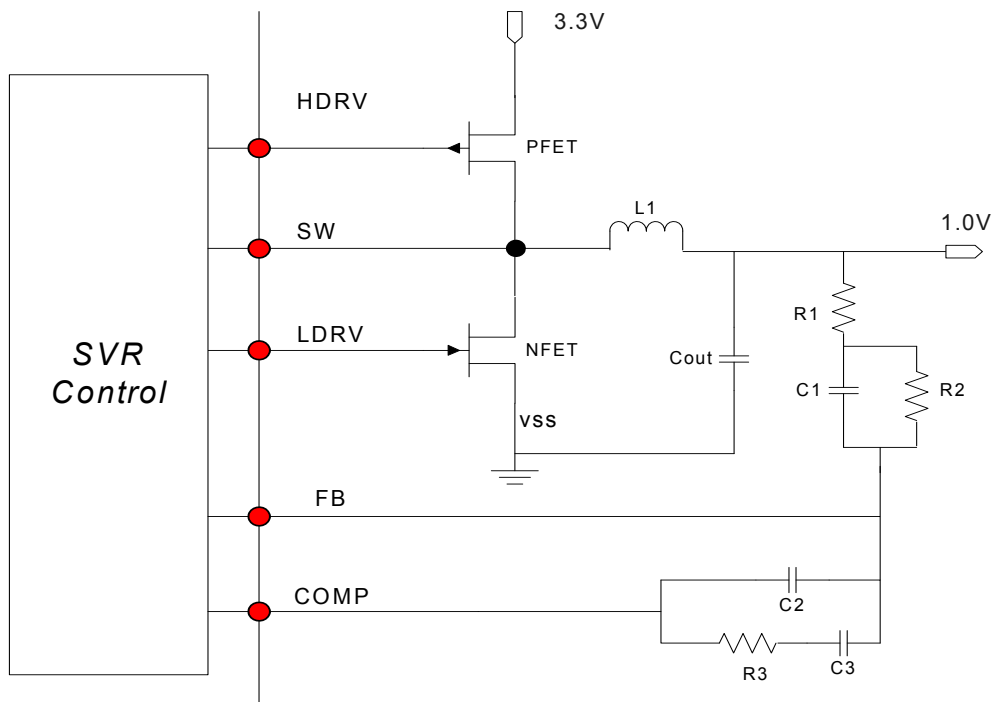 3.3V
HDRV
PFET
SW
L1
1.0V
LDRV
NFET
R1
SVR
Control
Cout
C1
R2
VSS
FB
COMP
C2
R3
C3